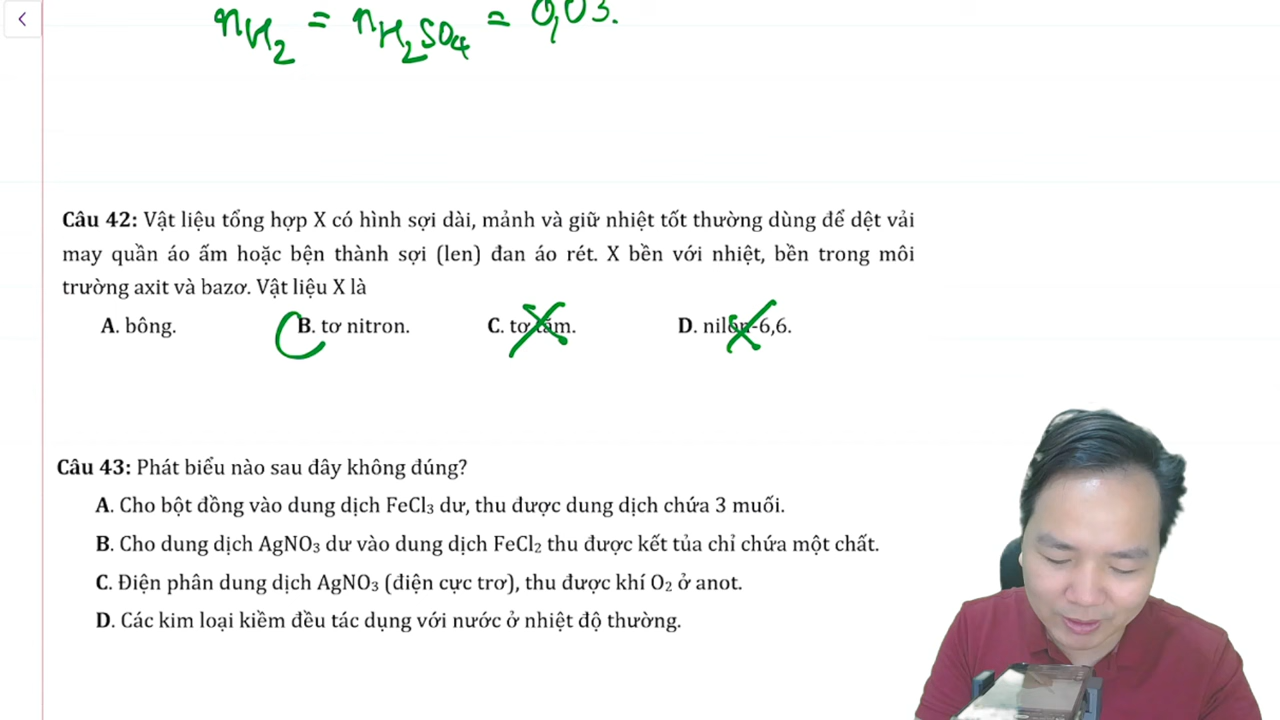 nH2 = nH2SO4 = 0,03.
Câu 42: Vật liệu tổng hợp X có hình sợi dài, mảnh và giữ nhiệt tốt thường dùng để dệt vải
may quần áo ấm hoặc bện thành sợi (len) đan áo rét. X bền với nhiệt, bền trong môi
trường axit và bazơ. Vật liệu X là
A. bông. B. tơ nitron. C. tơ tằm. D. nilon-6,6.
Câu 43: Phát biểu nào sau đây không đúng?
A. Cho bột đồng vào dung dịch FeCl₃ dư, thu được dung dịch chứa 3 muối.
B. Cho dung dịch AgNO₃ dư vào dung dịch FeCl₂ thu được kết tủa chỉ chứa một chất.
C. Điện phân dung dịch AgNO₃ (điện cực trơ), thu được khí O₂ ở anot.
D. Các kim loại kiềm đều tác dụng với nước ở nhiệt độ thường.